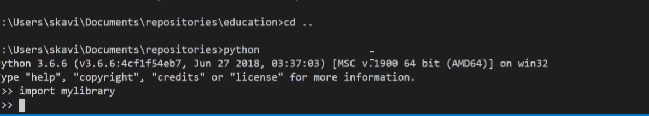 :\Users\skavi\Documents\repositories\education>cd ..
:\Users\skavi\Documents\repositories>python
ython 3.6.6 (v3.6.6:4cf1f54eb7, Jun 27 2018, 03:37:03) [MSC v.1900 64 bit (AMD64)] on win32
ype "help", "copyright", "credits" or "license" for more information.
>> import mylibrary
>>